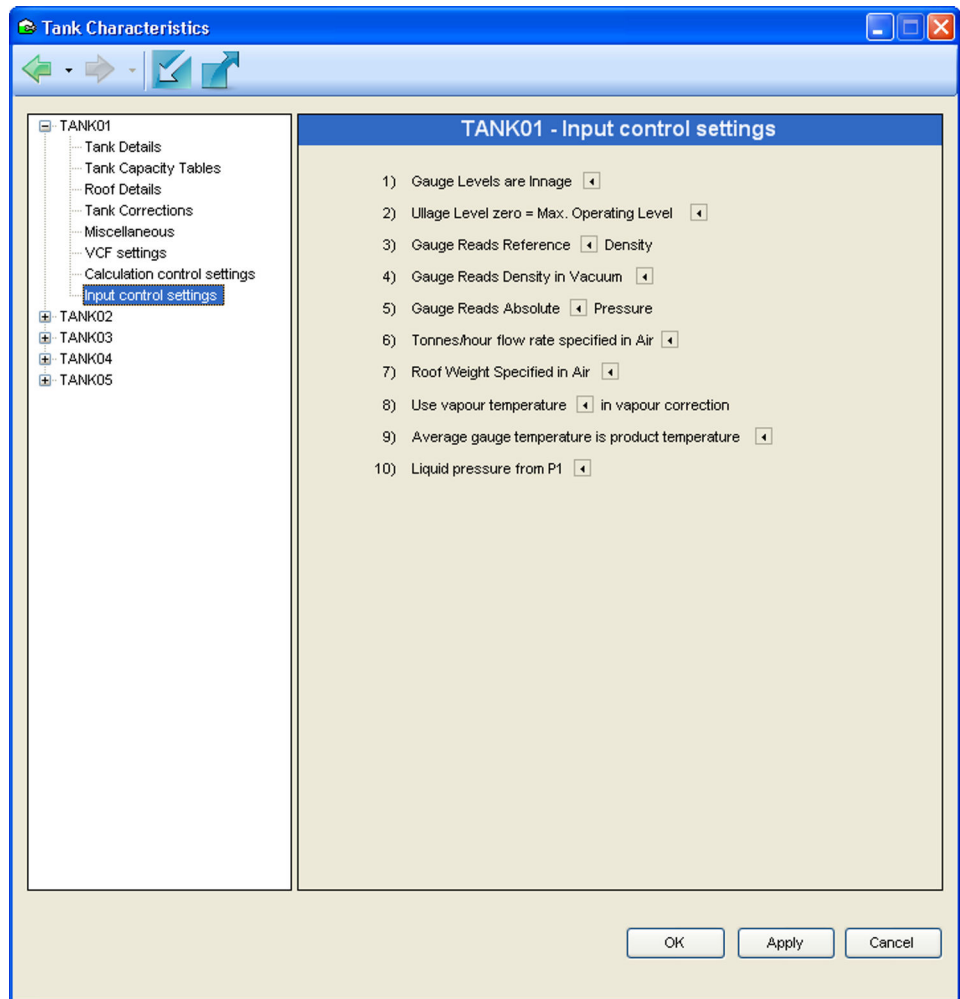 Tank Characteristics
TANK01
Tank Details
Tank Capacity Tables
Roof Details
Tank Corrections
Miscellaneous
VCF settings
Calculation control settings
Input control settings
TANK02
TANK03
TANK04
TANK05
TANK01 - Input control settings
1) Gauge Levels are Innage
2) Ullage Level zero = Max. Operating Level
3) Gauge Reads Reference Density
4) Gauge Reads Density in Vacuum
5) Gauge Reads Absolute Pressure
6) Tonnes/hour flow rate specified in Air
7) Roof Weight Specified in Air
8) Use vapour temperature in vapour correction
9) Average gauge temperature is product temperature
10) Liquid pressure from P1
OK Apply Cancel